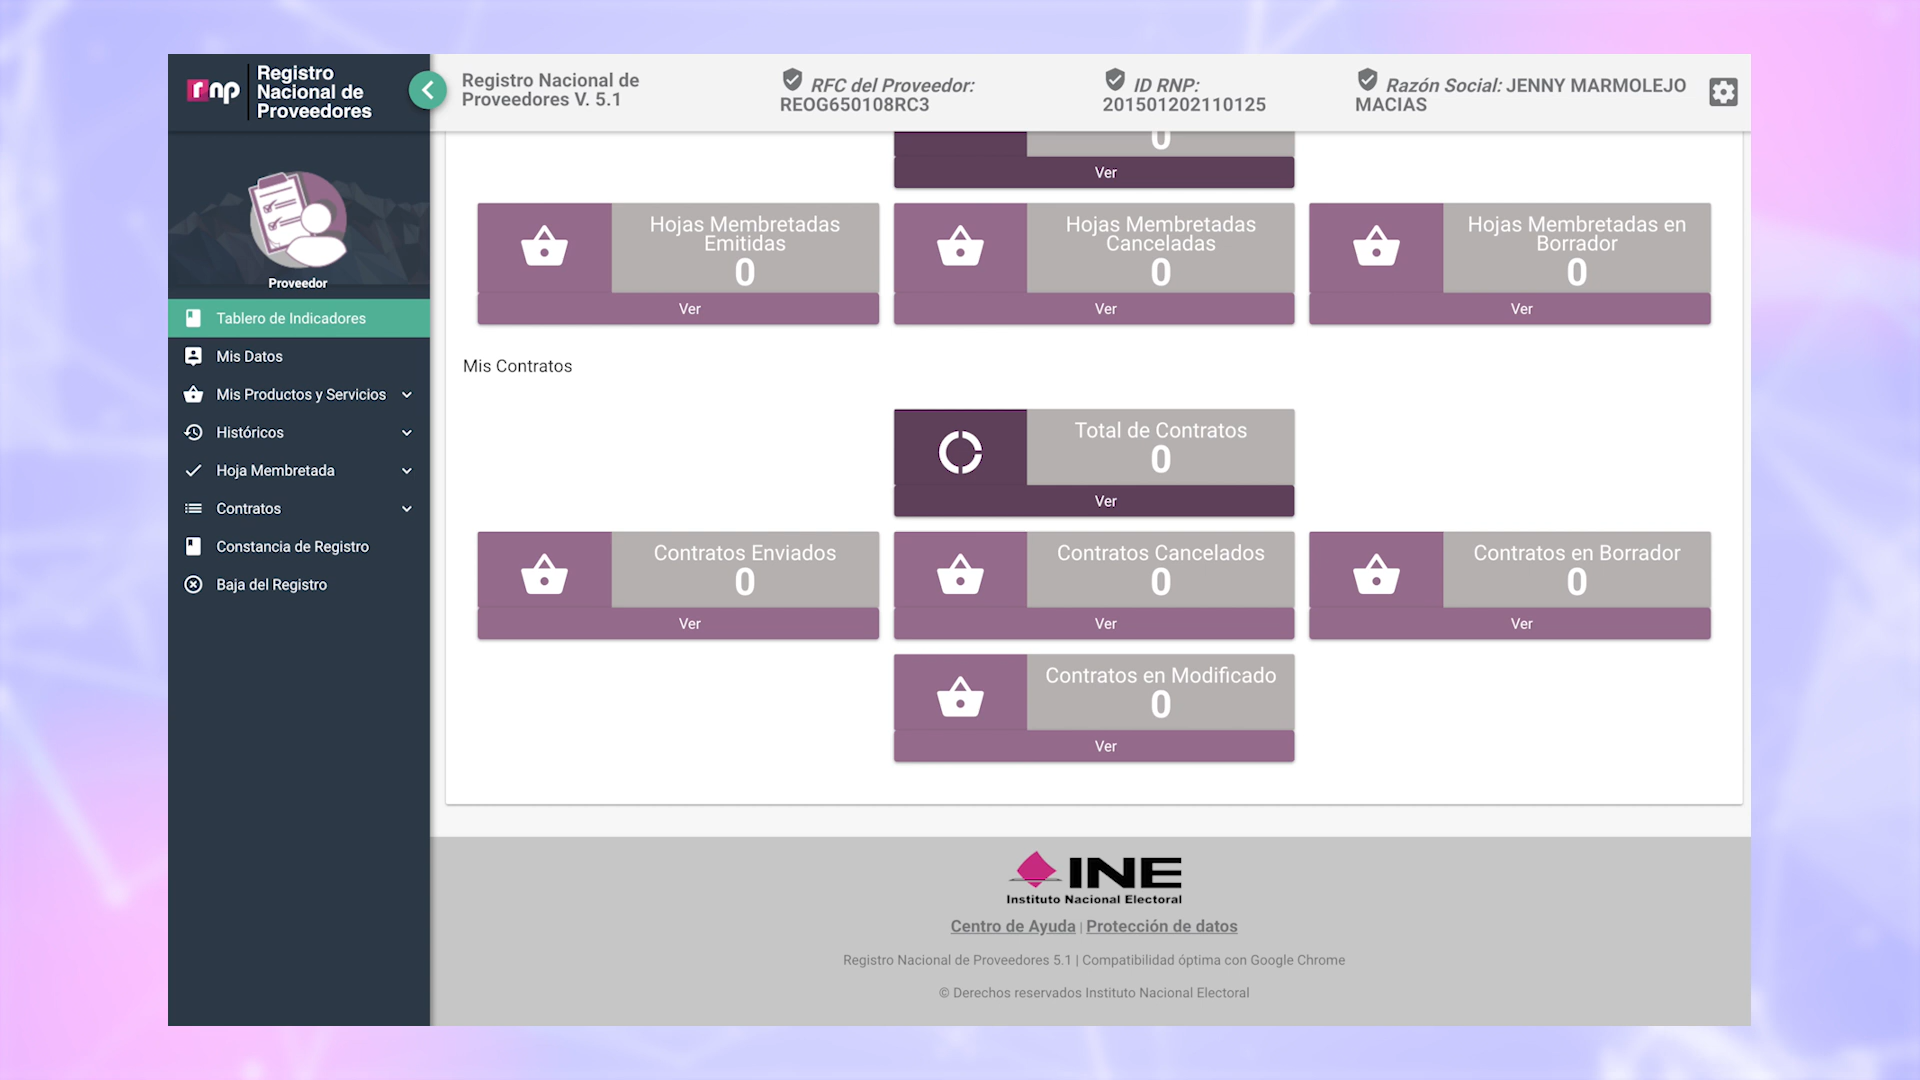 rnp
Registro
Nacional de
Proveedores
Registro Nacional de
Proveedores V. 5.1
RFC del Proveedor:
REOG650108RC3
ID RNP:
201501202110125
Razón Social: JENNY MARMOLEJO
MACIAS
Proveedor
Tablero de Indicadores
Mis Datos
Mis Productos y Servicios
Históricos
Hoja Membretada
Contratos
Constancia de Registro
Baja del Registro
0
Ver
Hojas Membretadas
Emitidas
0
Ver
Hojas Membretadas
Canceladas
0
Ver
Hojas Membretadas en
Borrador
0
Ver
Mis Contratos
Total de Contratos
0
Ver
Contratos Enviados
0
Ver
Contratos Cancelados
0
Ver
Contratos en Borrador
0
Ver
Contratos en Modificado
0
Ver
INE
Instituto Nacional Electoral
Centro de Ayuda | Protección de datos
Registro Nacional de Proveedores 5.1 | Compatibilidad óptima con Google Chrome
© Derechos reservados Instituto Nacional Electoral